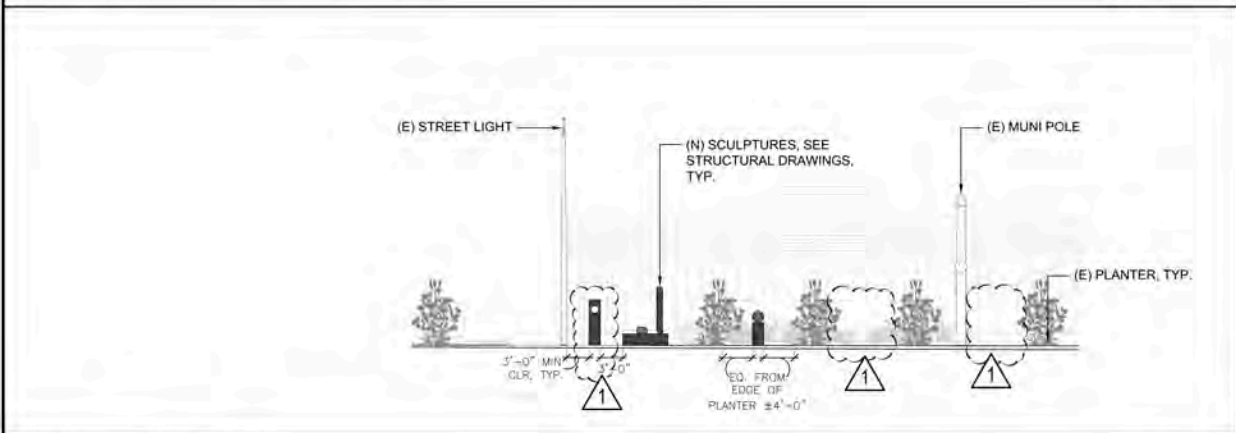 (E) STREET LIGHT
(N) SCULPTURES, SEE
STRUCTURAL DRAWINGS,
TYP.
(E) MUNI POLE
(E) PLANTER, TYP.
3'-0" MIN
CLR, TYP.
3'-0"
1
EQ. FROM
EDGE OF
PLANTER ±4'-0"
1
1